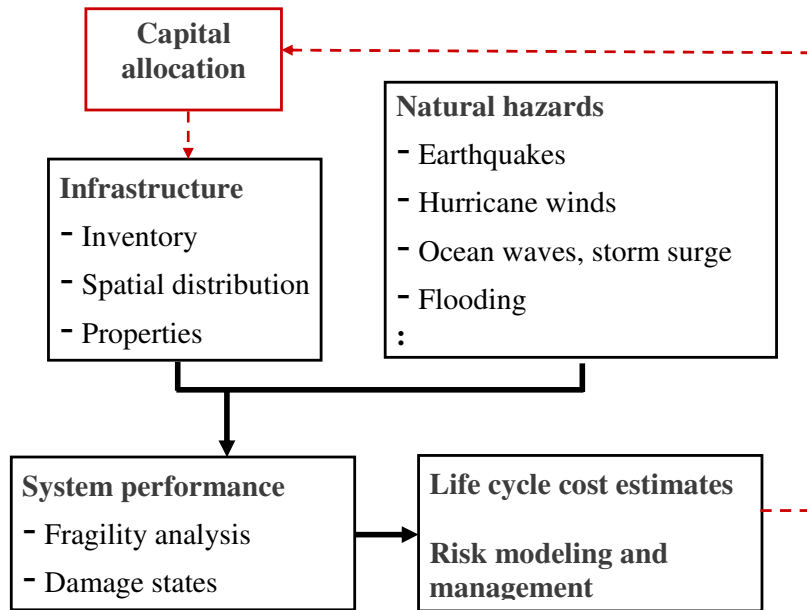 Capital
allocation
Natural hazards
- Earthquakes
- Hurricane winds
- Ocean waves, storm surge
- Flooding
:
Infrastructure
- Inventory
- Spatial distribution
- Properties
System performance
- Fragility analysis
- Damage states
Life cycle cost estimates
Risk modeling and
management